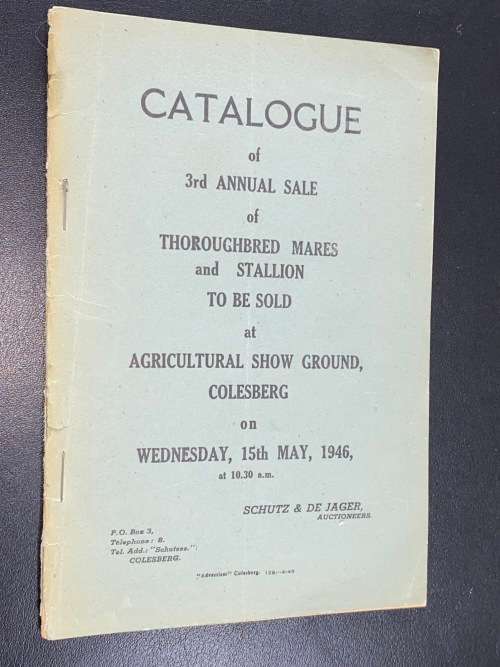 CATALOGUE
of
3rd ANNUAL SALE
of
THOROUGHBRED MARES
and STALLION
TO BE SOLD
at
AGRICULTURAL SHOW GROUND,
COLESBERG
on
WEDNESDAY, 15th MAY, 1946,
at 10.30 a.m.
SCHUTZ & DE JAGER,
AUCTIONEERS.
P.O. Box 3,
Telephone: 8.
Tel. Add.: "Schutzes."
COLESBERG.
"Advertiser" Colesberg.